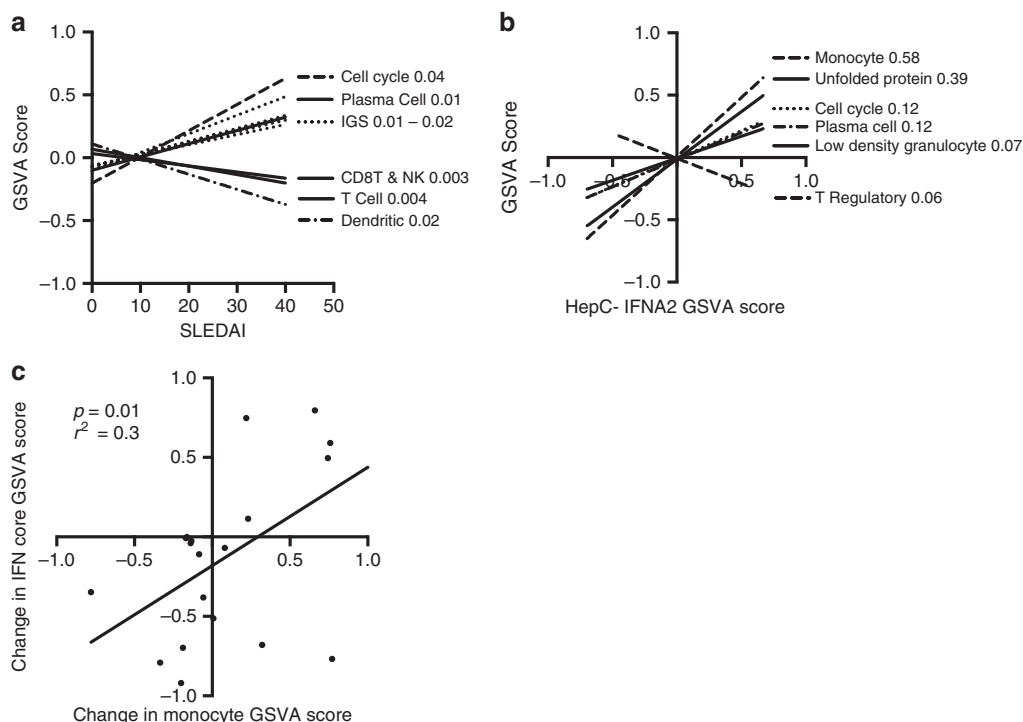 a
1.0
0.5
0.0
–0.5
–1.0
GSVA Score
0 10 20 30 40 50
SLEDAI
Cell cycle 0.04
Plasma Cell 0.01
IGS 0.01 – 0.02
CD8T & NK 0.003
T Cell 0.004
Dendritic 0.02
b
1.0
0.5
–0.5
–1.0
GSVA Score
–1.0 –0.5 0.5 1.0
HepC- IFNA2 GSVA score
Monocyte 0.58
Unfolded protein 0.39
Cell cycle 0.12
Plasma cell 0.12
Low density granulocyte 0.07
T Regulatory 0.06
c
p = 0.01
r² = 0.3
1.0
0.5
–0.5
–1.0
Change in IFN core GSVA score
–1.0 –0.5 0.5 1.0
Change in monocyte GSVA score